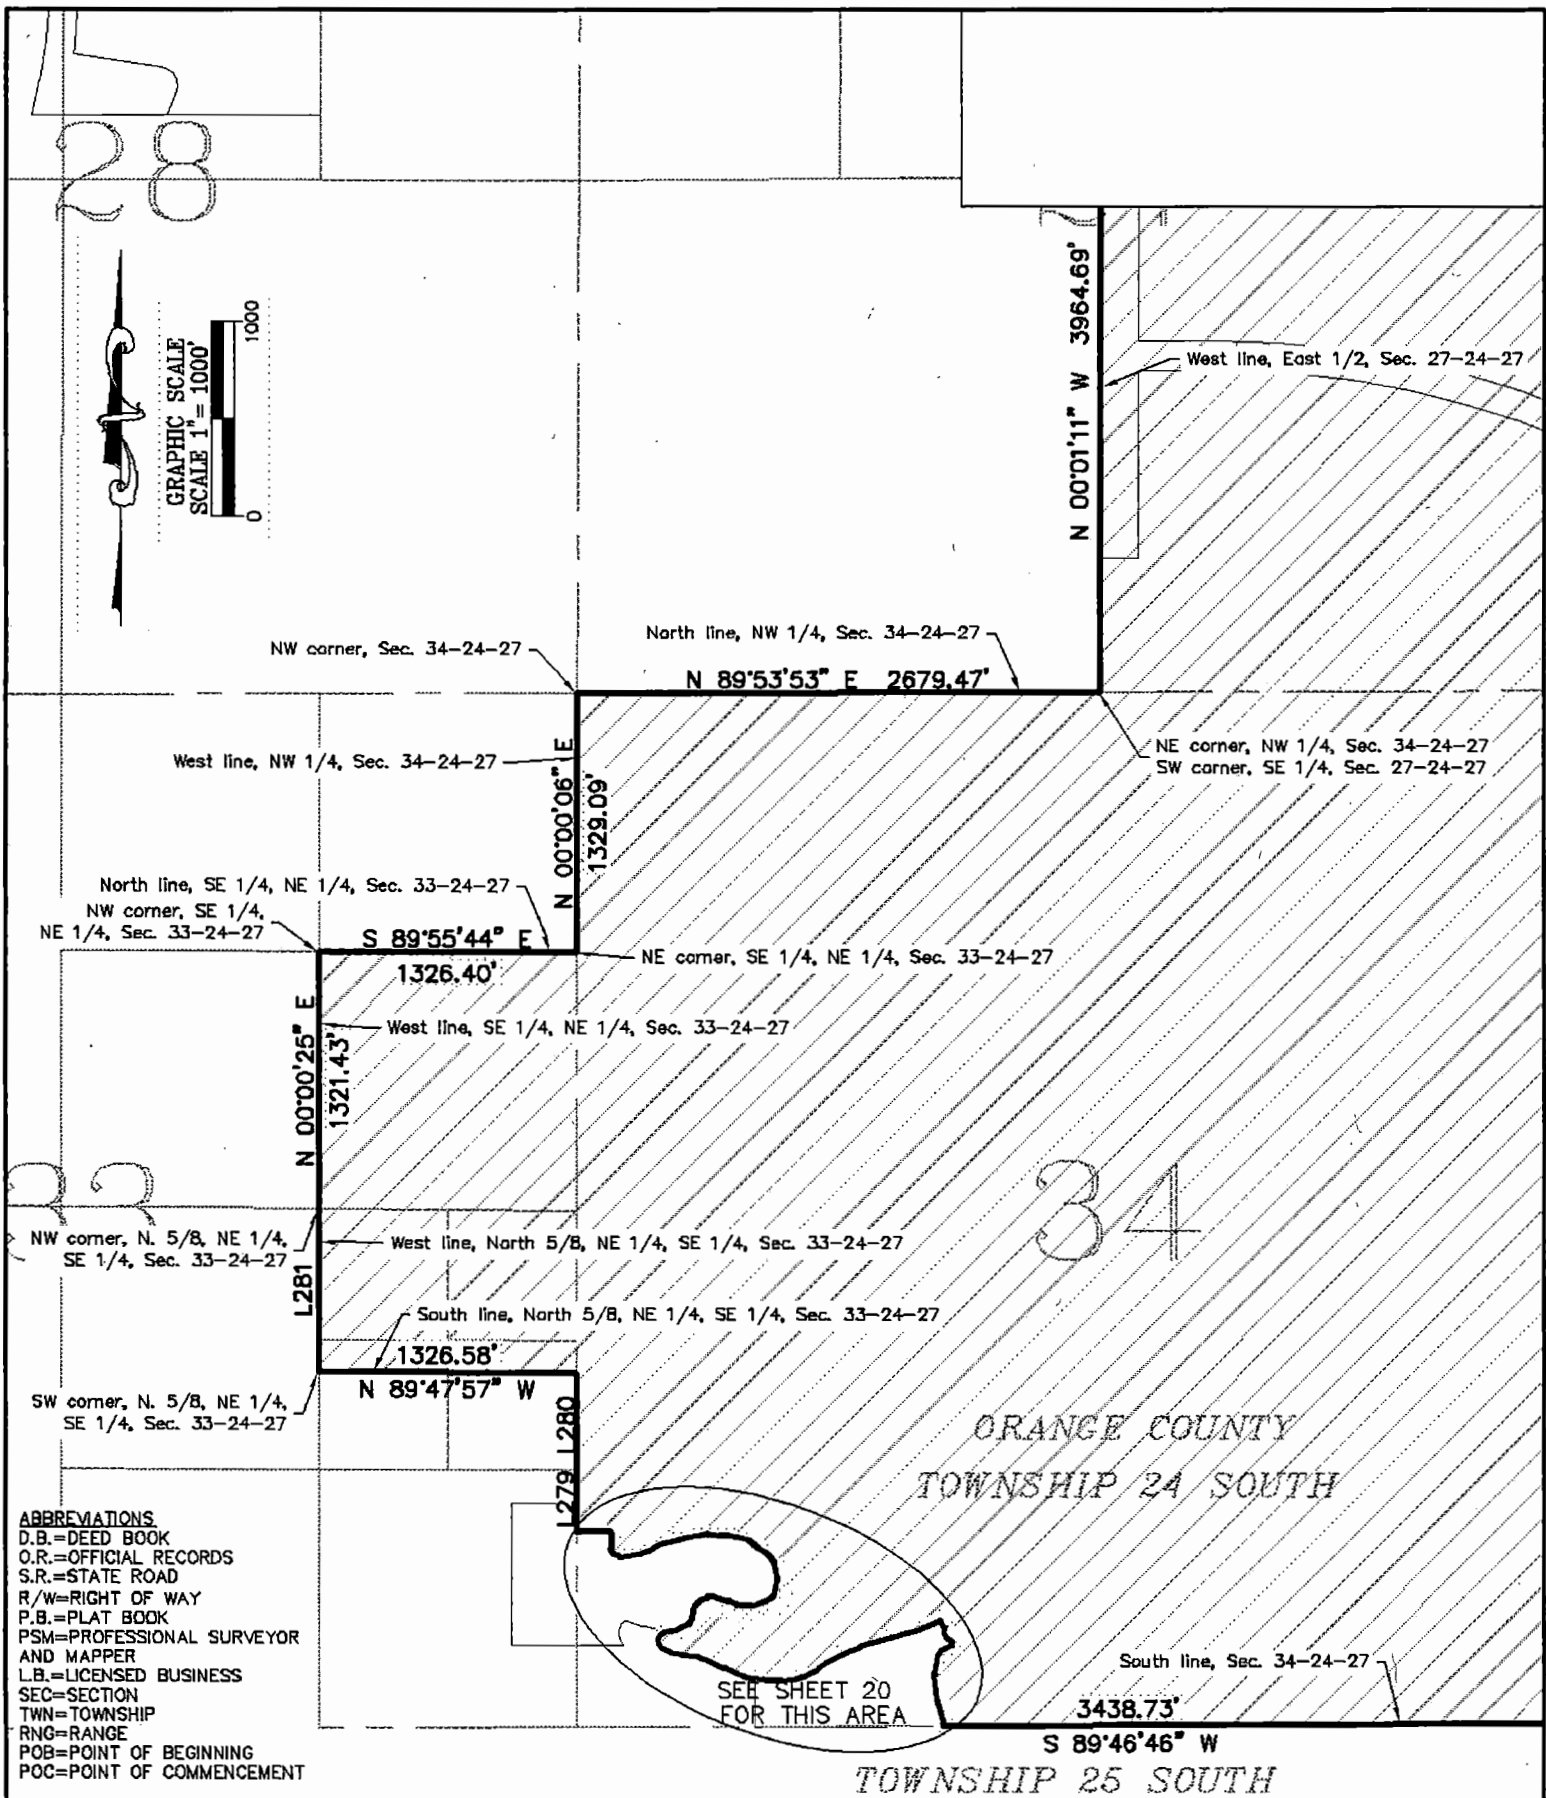 28
GRAPHIC SCALE
SCALE 1"= 1000'
0
1000
N 00°01'11" W 3964.69'
West line, East 1/2, Sec. 27-24-27
NW corner, Sec. 34-24-27
North line, NW 1/4, Sec. 34-24-27
N 89°53'53" E 2679.47'
West line, NW 1/4, Sec. 34-24-27
N 00°00'06" E
1329.09'
NE corner, NW 1/4, Sec. 34-24-27
SW corner, SE 1/4, Sec. 27-24-27
North line, SE 1/4, NE 1/4, Sec. 33-24-27
NW corner, SE 1/4,
NE 1/4, Sec. 33-24-27
S 89°55'44" E
1326.40'
NE corner, SE 1/4, NE 1/4, Sec. 33-24-27
N 00°00'25" E
1321.43'
West line, SE 1/4, NE 1/4, Sec. 33-24-27
33
34
NW corner, N. 5/8, NE 1/4,
SE 1/4, Sec. 33-24-27
West line, North 5/8, NE 1/4, SE 1/4, Sec. 33-24-27
L281
South line, North 5/8, NE 1/4, SE 1/4, Sec. 33-24-27
1326.58'
N 89°47'57" W
SW corner, N. 5/8, NE 1/4,
SE 1/4, Sec. 33-24-27
L280
L279
ORANGE COUNTY
TOWNSHIP 24 SOUTH
ABBREVIATIONS
D.B.=DEED BOOK
O.R.=OFFICIAL RECORDS
S.R.=STATE ROAD
R/W=RIGHT OF WAY
P.B.=PLAT BOOK
PSM=PROFESSIONAL SURVEYOR
AND MAPPER
L.B.=LICENSED BUSINESS
SEC=SECTION
TWN=TOWNSHIP
RNG=RANGE
POB=POINT OF BEGINNING
POC=POINT OF COMMENCEMENT
SEE SHEET 20
FOR THIS AREA
South line, Sec. 34-24-27
3438.73'
S 89°46'46" W
TOWNSHIP 25 SOUTH